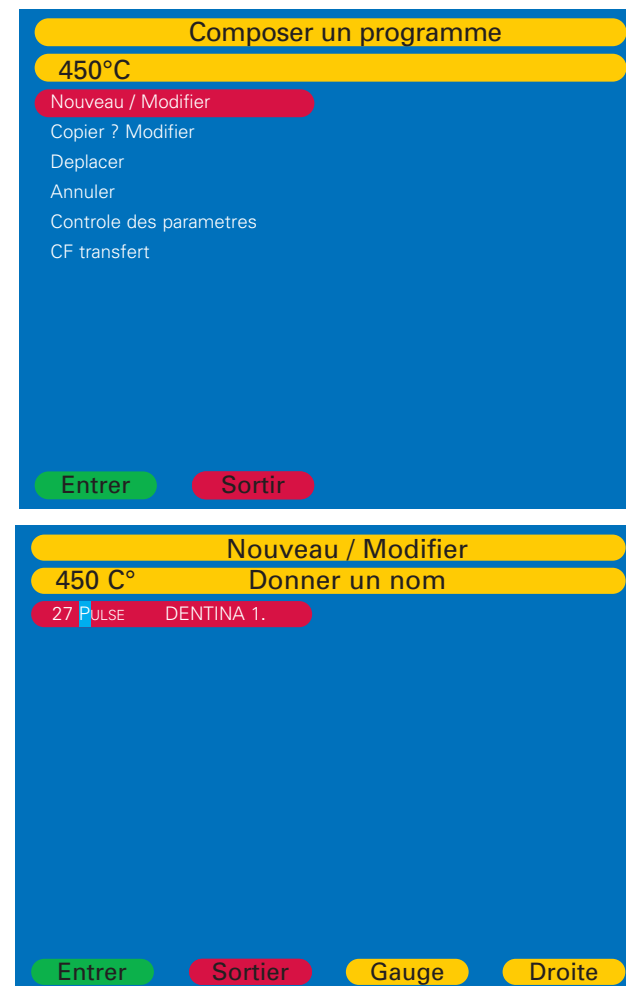 Composer un programme
450°C
Nouveau / Modifier
Copier ? Modifier
Deplacer
Annuler
Controle des parametres
CF transfert
Entrer Sortir
Nouveau / Modifier
450 C° Donner un nom
27 PULSE DENTINA 1.
Entrer Sortier Gauge Droite